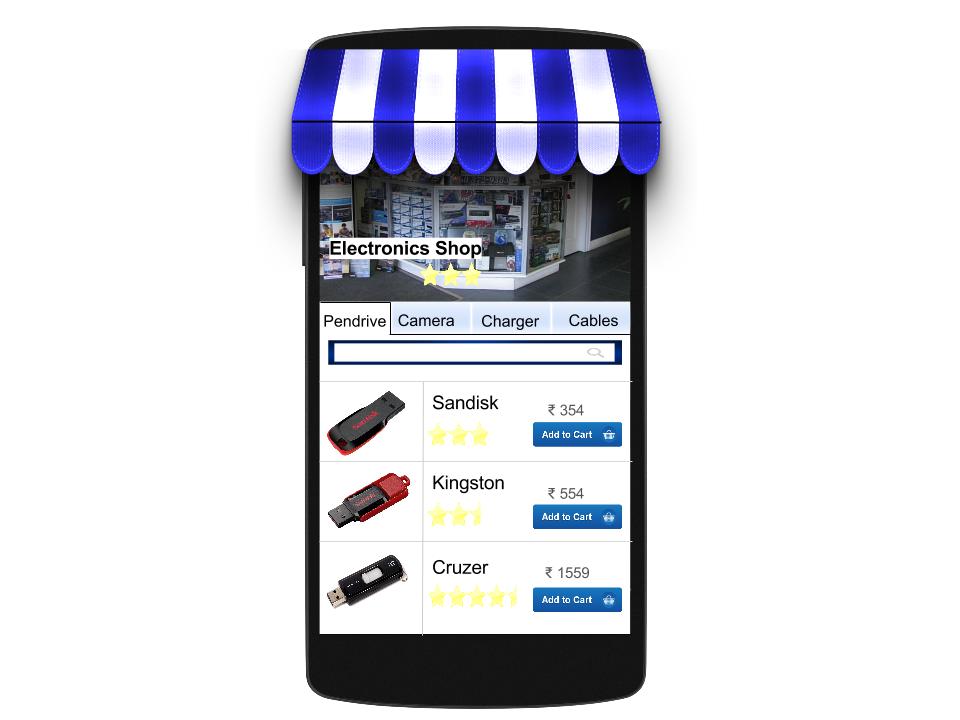 Electronics Shop
Pendrive Camera Charger Cables
Sandisk
₹ 354
Add to Cart
Kingston
₹ 554
Add to Cart
Cruzer
₹ 1559
Add to Cart